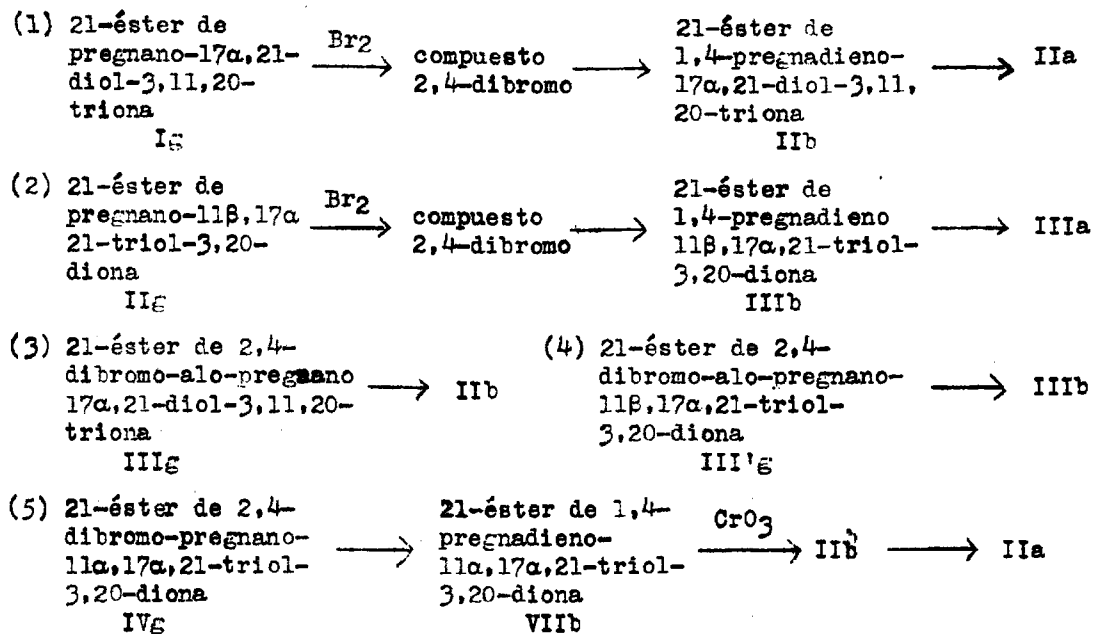 (1) 21-éster de
pregnano-17α,21-
diol-3,11,20-
triona
Ig
Br2
compuesto
2,4-dibromo
21-éster de
1,4-pregnadieno-
17α,21-diol-3,11,
20-triona
IIb
IIa
(2) 21-éster de
pregnano-11β,17α
21-triol-3,20-
diona
IIg
Br2
compuesto
2,4-dibromo
21-éster de
1,4-pregnadieno
11β,17α,21-triol-
3,20-diona
IIIb
IIIa
(3) 21-éster de 2,4-
dibromo-alo-pregnano
17α,21-diol-3,11,20-
triona
IIIg
IIb
(4) 21-éster de 2,4-
dibromo-alo-pregnano-
11β,17α,21-triol-
3,20-diona
III'g
IIIb
(5) 21-éster de 2,4-
dibromo-pregnano-
11α,17α,21-triol-
3,20-diona
IVg
21-éster de 1,4-
pregnadieno-
11α,17α,21-triol-
3,20-diona
VIIb
CrO3
IIb
IIa